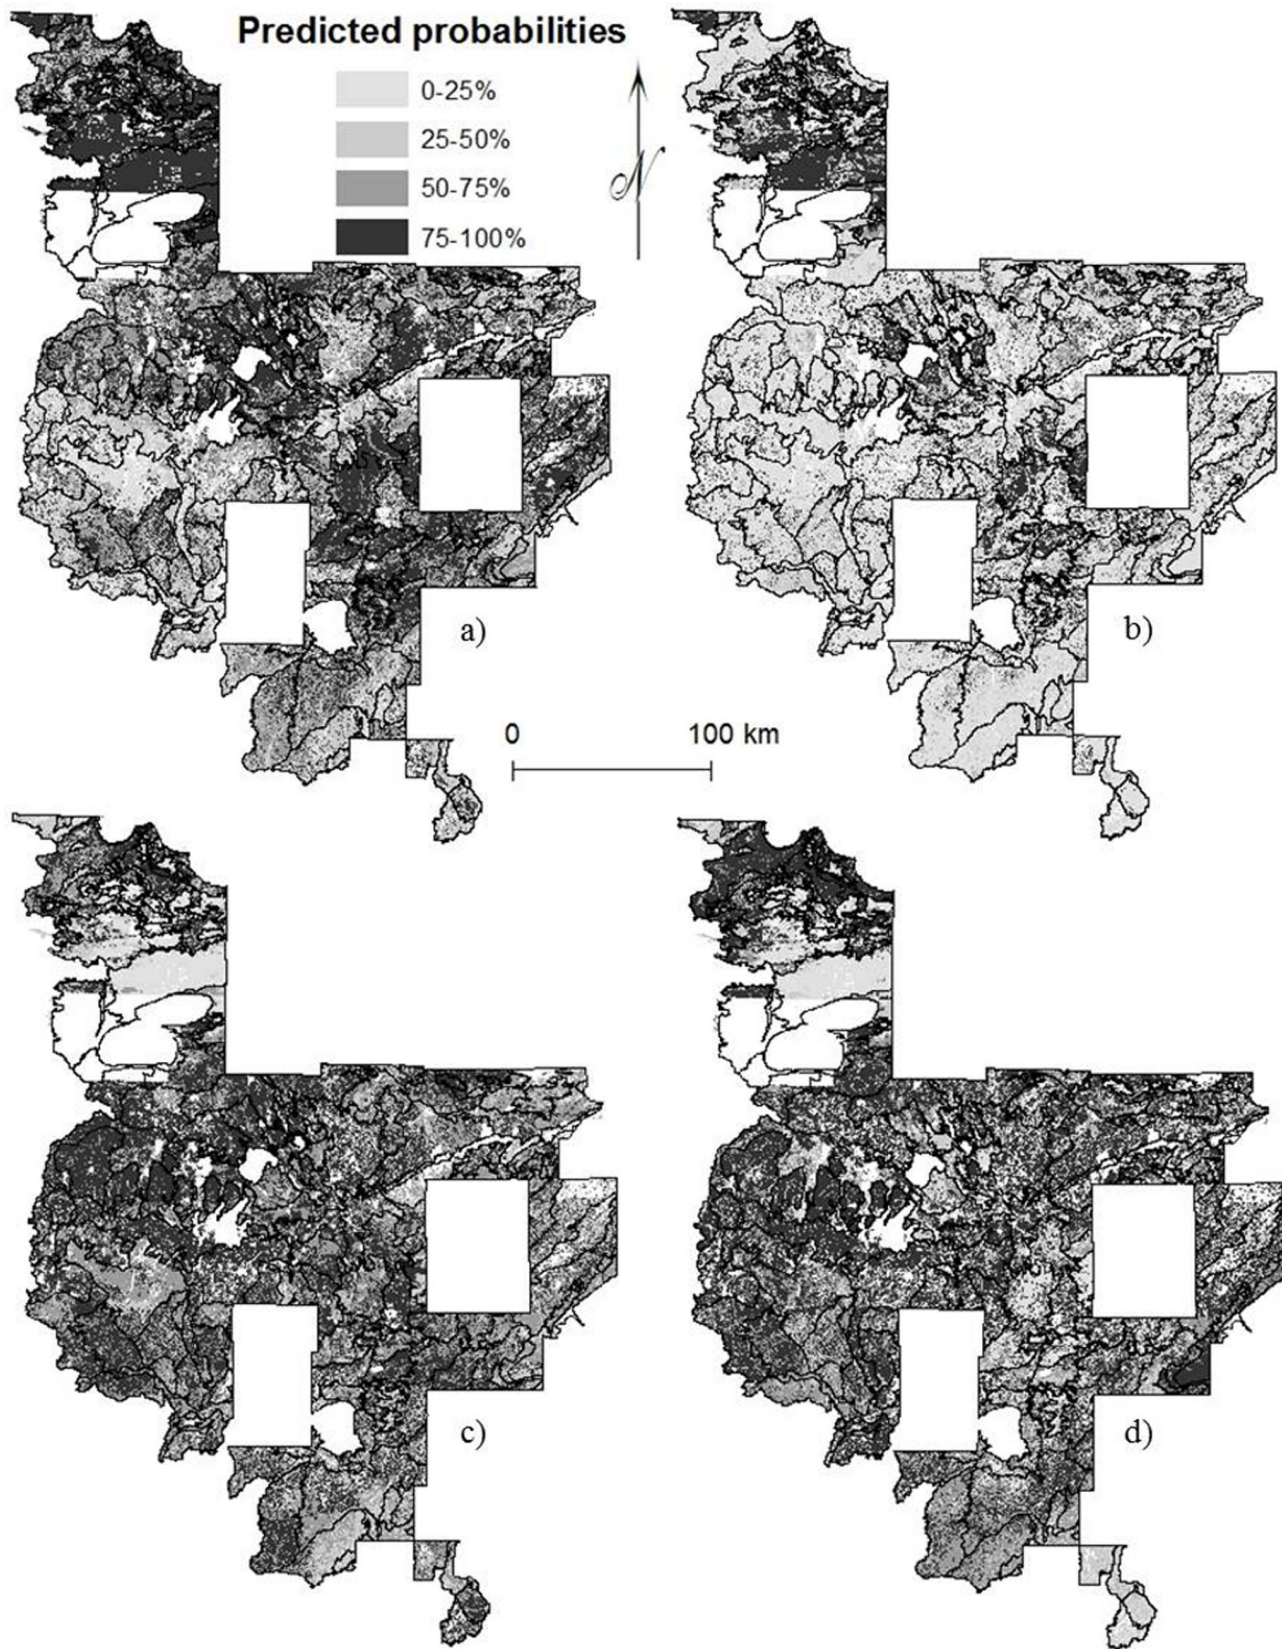 Predicted probabilities
0-25%
25-50%
50-75%
75-100%
N
a)
b)
0 100 km
c)
d)